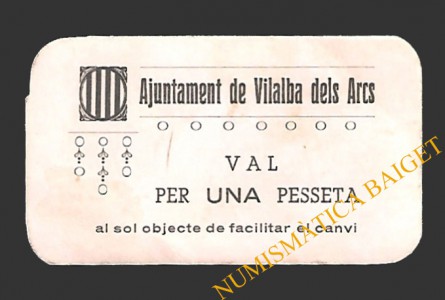 Ajuntament de Vilalba dels Arcs
VAL
PER UNA PESSETA
al sol objecte de facilitar el canvi
NUMISMÀTICA BAIGET